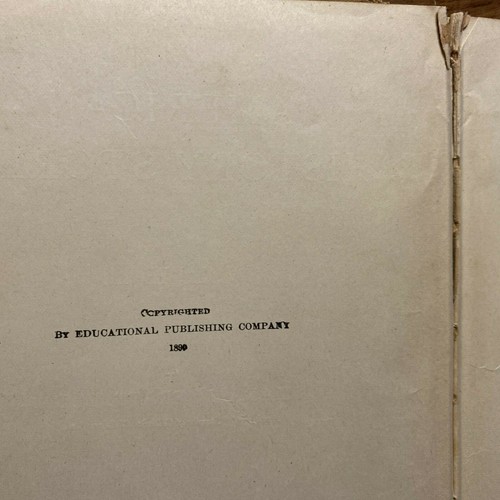 COPYRIGHTED
BY EDUCATIONAL PUBLISHING COMPANY
1899